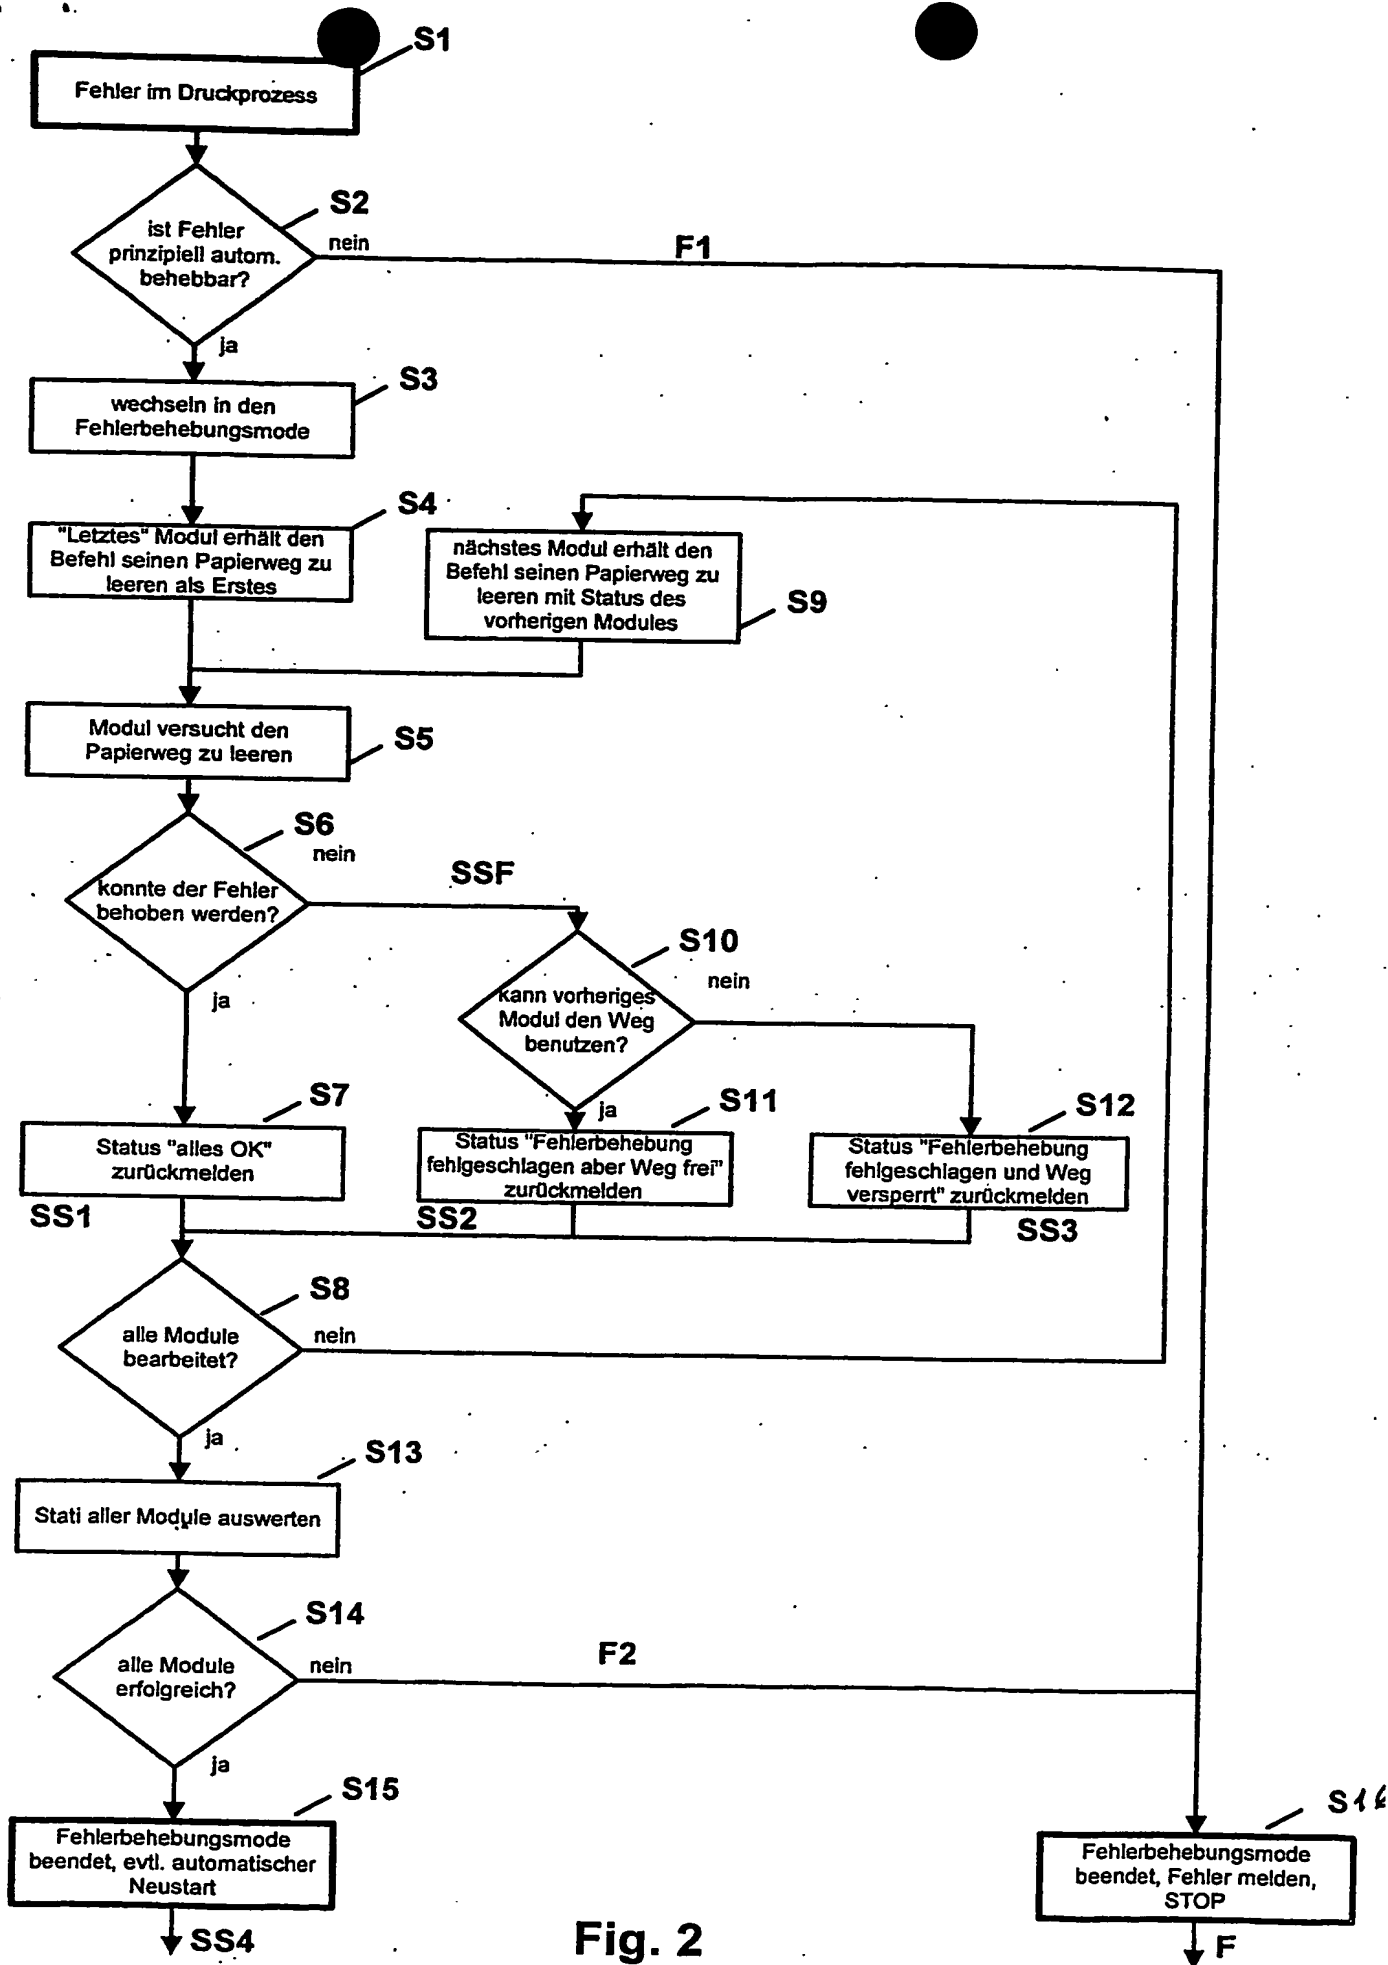 S1
Fehler im Druckprozess
S2
ist Fehler
prinzipiell autom.
behebbar?
nein
F1
ja
S3
wechseln in den
Fehlerbehebungsmode
S4
"Letztes" Modul erhält den
Befehl seinen Papierweg zu
leeren als Erstes
nächstes Modul erhält den
Befehl seinen Papierweg zu
leeren mit Status des
vorherigen Modules
S9
Modul versucht den
Papierweg zu leeren
S5
S6
nein
konnte der Fehler
behoben werden?
SSF
ja
S10
nein
kann vorheriges
Modul den Weg
benutzen?
ja
S7
Status "alles OK"
zurückmelden
SS1
S11
Status "Fehlerbehebung
fehlgeschlagen aber Weg frei"
zurückmelden
SS2
S12
Status "Fehlerbehebung
fehlgeschlagen und Weg
versperrt" zurückmelden
SS3
S8
alle Module
bearbeitet?
nein
ja
S13
Stati aller Module auswerten
S14
alle Module
erfolgreich?
nein
F2
ja
S15
Fehlerbehebungsmode
beendet, evtl. automatischer
Neustart
SS4
S16
Fehlerbehebungsmode
beendet, Fehler melden,
STOP
F
Fig. 2